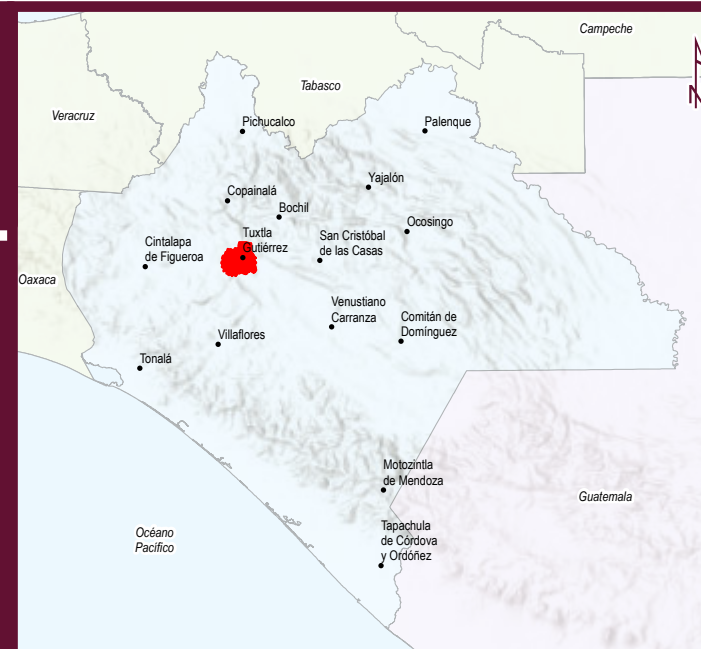 Campeche
Tabasco
Veracruz
N
Pichucalco
Palenque
Yajalón
Copainalá
Bochil
Ocosingo
Tuxtla
Gutiérrez
San Cristóbal
de las Casas
Cintalapa
de Figueroa
Oaxaca
Venustiano
Carranza
Comitán de
Domínguez
Villaflores
Tonalá
Motozintla
de Mendoza
Guatemala
Océano
Pacífico
Tapachula
de Córdova
y Ordóñez